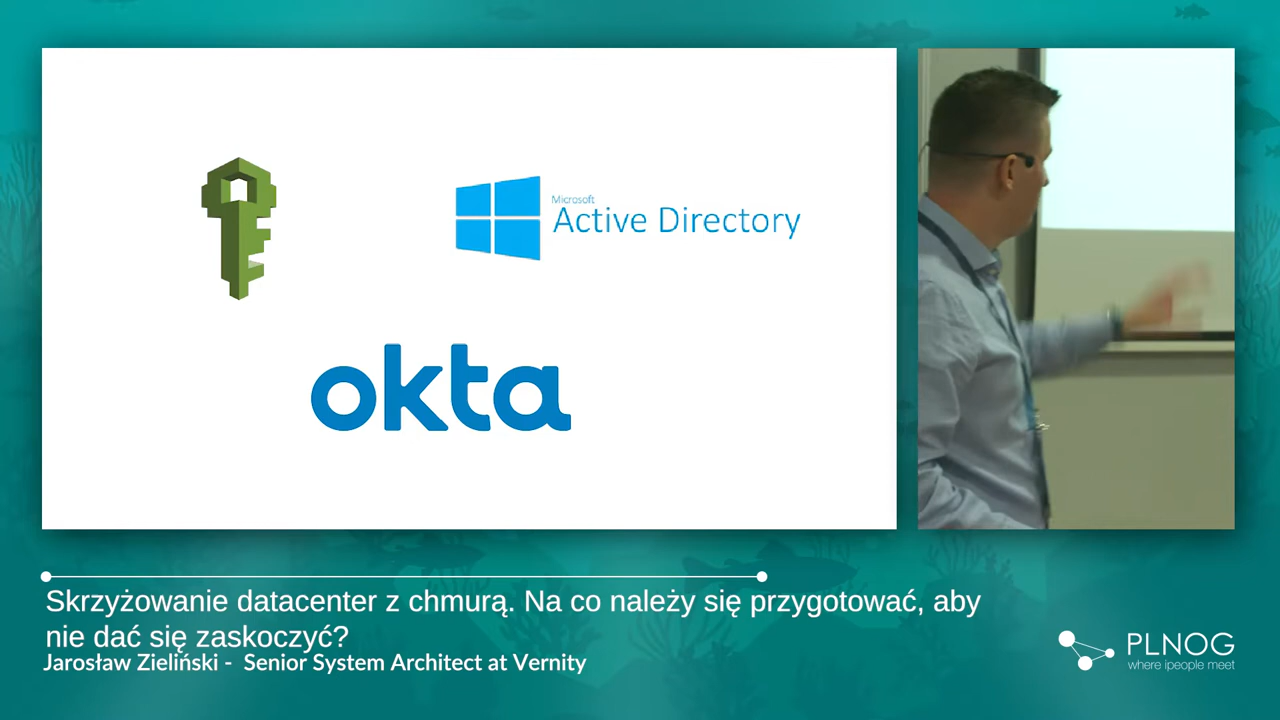 Microsoft
Active Directory
okta
Skrzyżowanie datacenter z chmurą. Na co należy się przygotować, aby
nie dać się zaskoczyć?
Jarosław Zieliński - Senior System Architect at Vernity
PLNOG
where ipeople meet